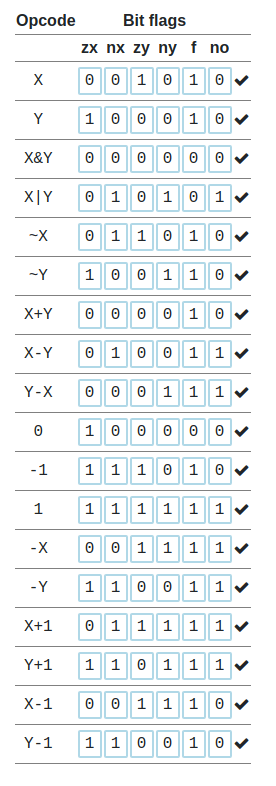 Opcode Bit flags
zx nx zy ny f no
X 0 0 1 0 1 0 ✔
Y 1 0 0 0 1 0 ✔
X&Y 0 0 0 0 0 0 ✔
X|Y 0 1 0 1 0 1 ✔
~X 0 1 1 0 1 0 ✔
~Y 1 0 0 1 1 0 ✔
X+Y 0 0 0 0 1 0 ✔
X-Y 0 1 0 0 1 1 ✔
Y-X 0 0 0 1 1 1 ✔
0 1 0 0 0 0 0 ✔
-1 1 1 1 0 1 0 ✔
1 1 1 1 1 1 1 ✔
-X 0 0 1 1 1 1 ✔
-Y 1 1 0 0 1 1 ✔
X+1 0 1 1 1 1 1 ✔
Y+1 1 1 0 1 1 1 ✔
X-1 0 0 1 1 1 0 ✔
Y-1 1 1 0 0 1 0 ✔